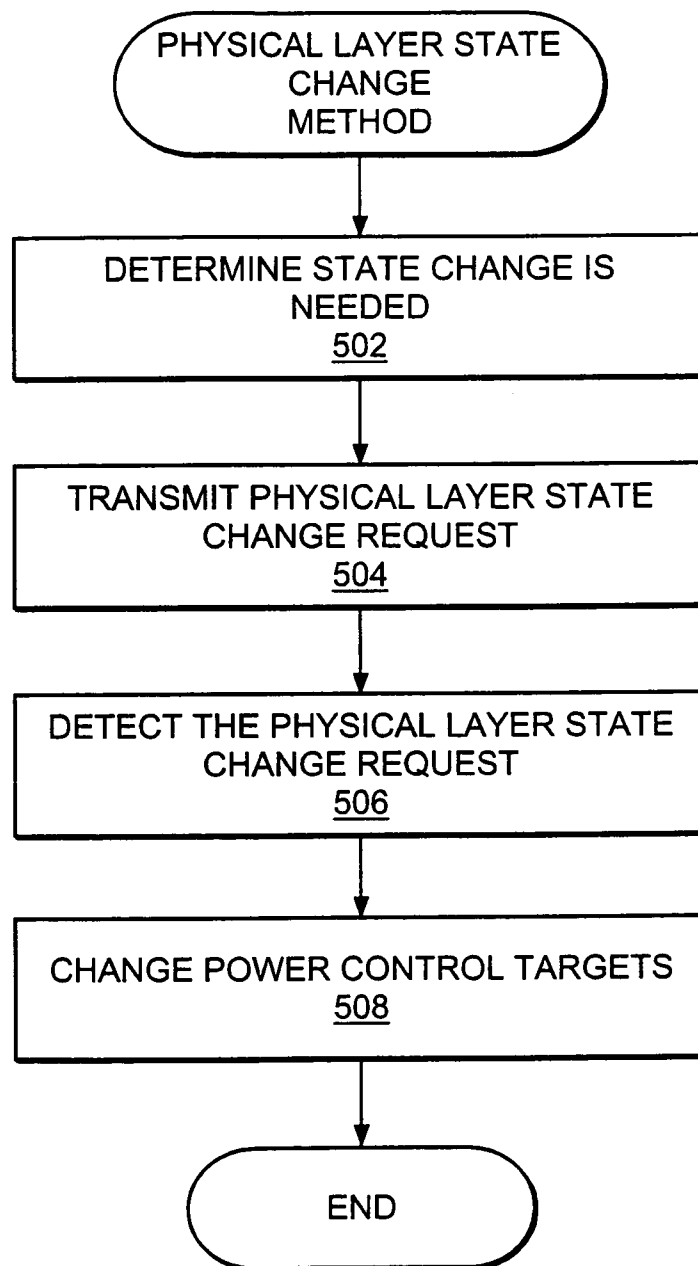 PHYSICAL LAYER STATE
CHANGE
METHOD
DETERMINE STATE CHANGE IS
NEEDED
502
TRANSMIT PHYSICAL LAYER STATE
CHANGE REQUEST
504
DETECT THE PHYSICAL LAYER STATE
CHANGE REQUEST
506
CHANGE POWER CONTROL TARGETS
508
END